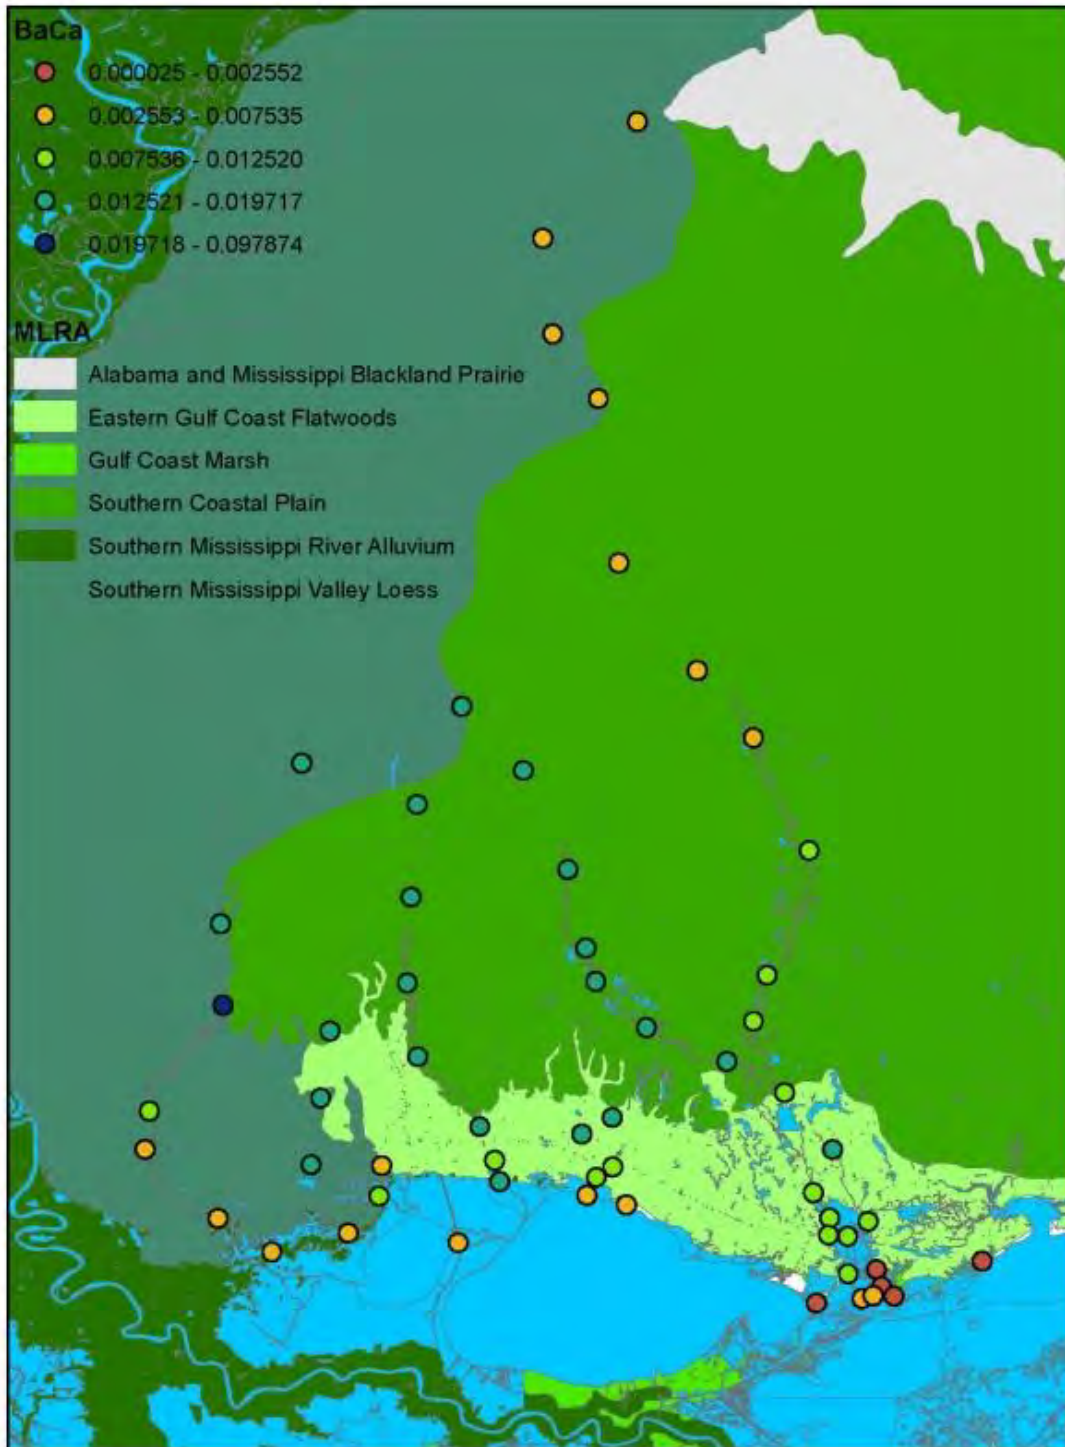 BaCa
0.000025 - 0.002552
0.002553 - 0.007535
0.007536 - 0.012520
0.012521 - 0.019717
0.019718 - 0.097874
MLRA
Alabama and Mississippi Blackland Prairie
Eastern Gulf Coast Flatwoods
Gulf Coast Marsh
Southern Coastal Plain
Southern Mississippi River Alluvium
Southern Mississippi Valley Loess